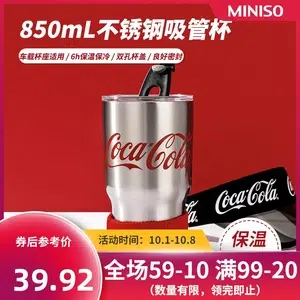 MINISO
850mL不锈钢吸管杯
车载杯座适用 / 6h保温保冷 / 双孔杯盖 / 良好密封
Coca-Cola
Coca-Cola
券后参考价
39.92
活动时间：10.1-10.8
保温
全场59-10 满99-20
(数量有限，领完即止)